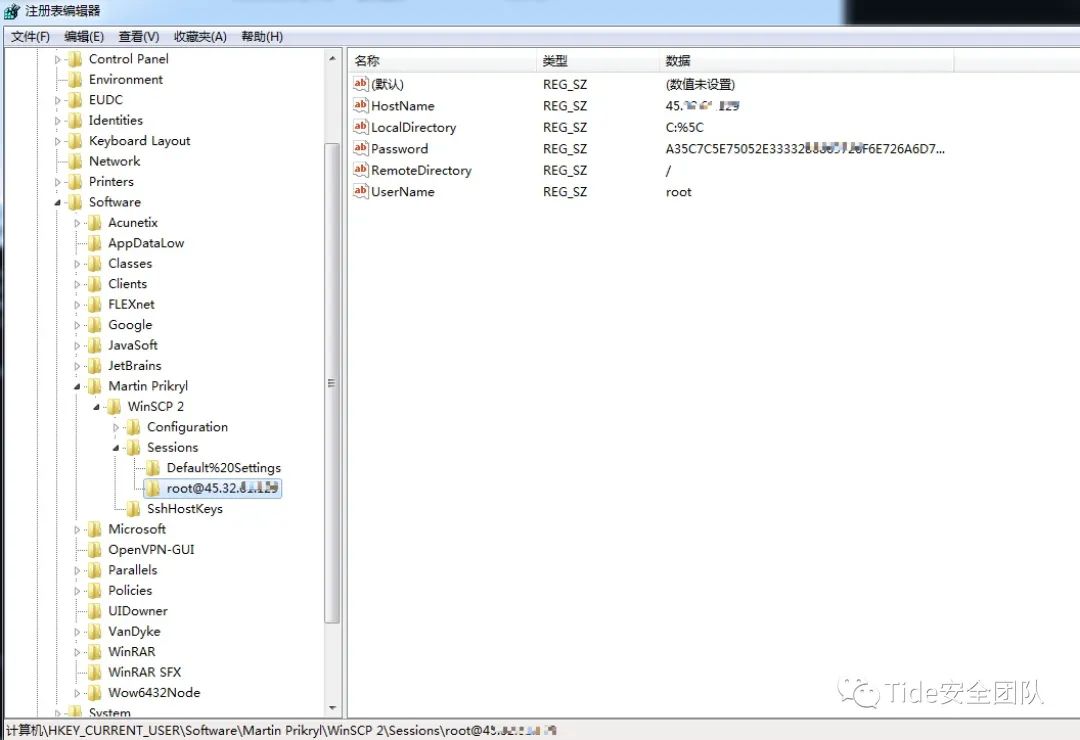 注册表编辑器
文件(F) 编辑(E) 查看(V) 收藏夹(A) 帮助(H)
Control Panel
Environment
EUDC
Identities
Keyboard Layout
Network
Printers
Software
Acunetix
AppDataLow
Classes
Clients
FLEXnet
Google
JavaSoft
JetBrains
Martin Prikryl
WinSCP 2
Configuration
Sessions
Default%20Settings
root@45.32.
SshHostKeys
Microsoft
OpenVPN-GUI
Parallels
Policies
UIDowner
VanDyke
WinRAR
WinRAR SFX
Wow6432Node
System
名称 类型 数据
(默认) REG_SZ (数值未设置)
HostName REG_SZ 45.
LocalDirectory REG_SZ C:%5C
Password REG_SZ A35C7C5E75052E33332 F6E726A6D7...
RemoteDirectory REG_SZ /
UserName REG_SZ root
Tide安全团队
计算机\HKEY_CURRENT_USER\Software\Martin Prikryl\WinSCP 2\Sessions\root@45.